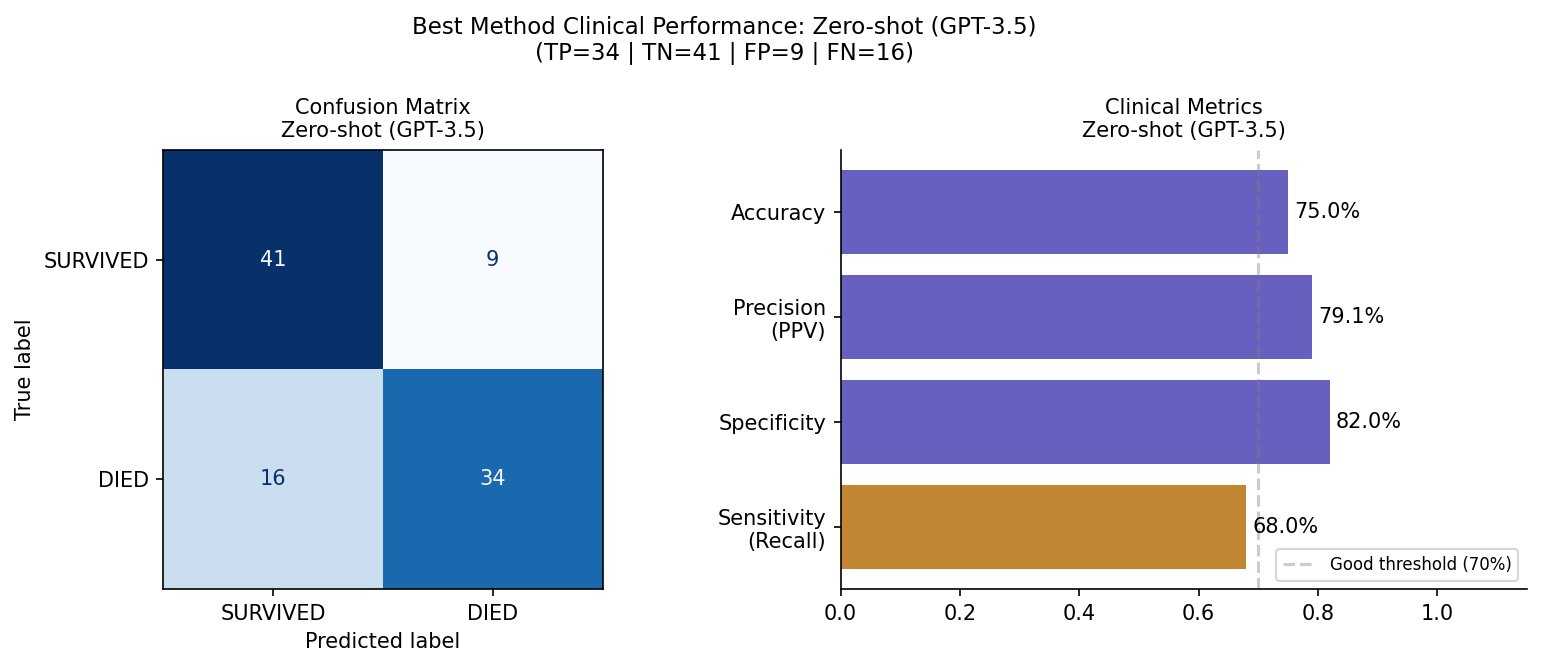 Best Method Clinical Performance: Zero-shot (GPT-3.5)
(TP=34 | TN=41 | FP=9 | FN=16)
Confusion Matrix
Zero-shot (GPT-3.5)
True label
SURVIVED
41
9
DIED
16
34
SURVIVED
DIED
Predicted label
Clinical Metrics
Zero-shot (GPT-3.5)
Accuracy
75.0%
Precision
(PPV)
79.1%
Specificity
82.0%
Sensitivity
(Recall)
68.0%
Good threshold (70%)
0.0
0.2
0.4
0.6
0.8
1.0